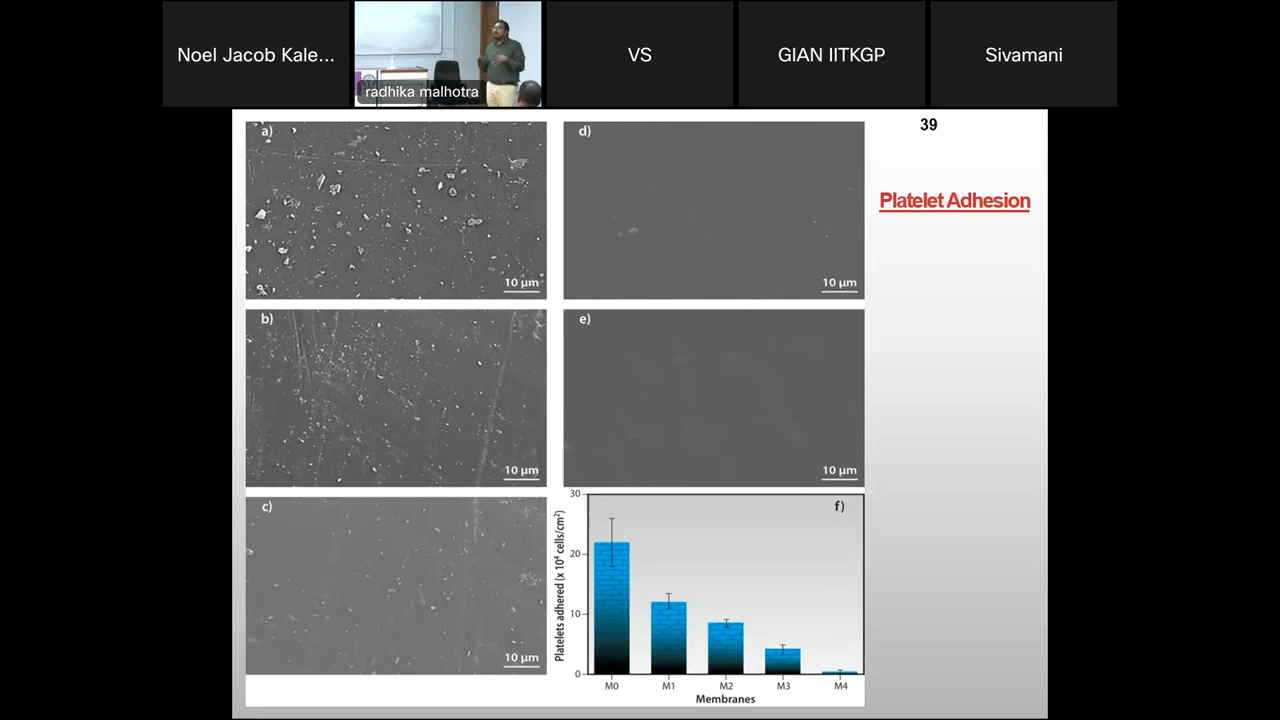 Noel Jacob Kale...
radhika malhotra
VS
GIAN IITKGP
Sivamani
39
Platelet Adhesion
a)
10 µm
b)
10 µm
c)
10 µm
d)
10 µm
e)
10 µm
f)
Platelets adhered (x 10⁴ cells/cm²)
30
20
10
0
M0 M1 M2 M3 M4
Membranes